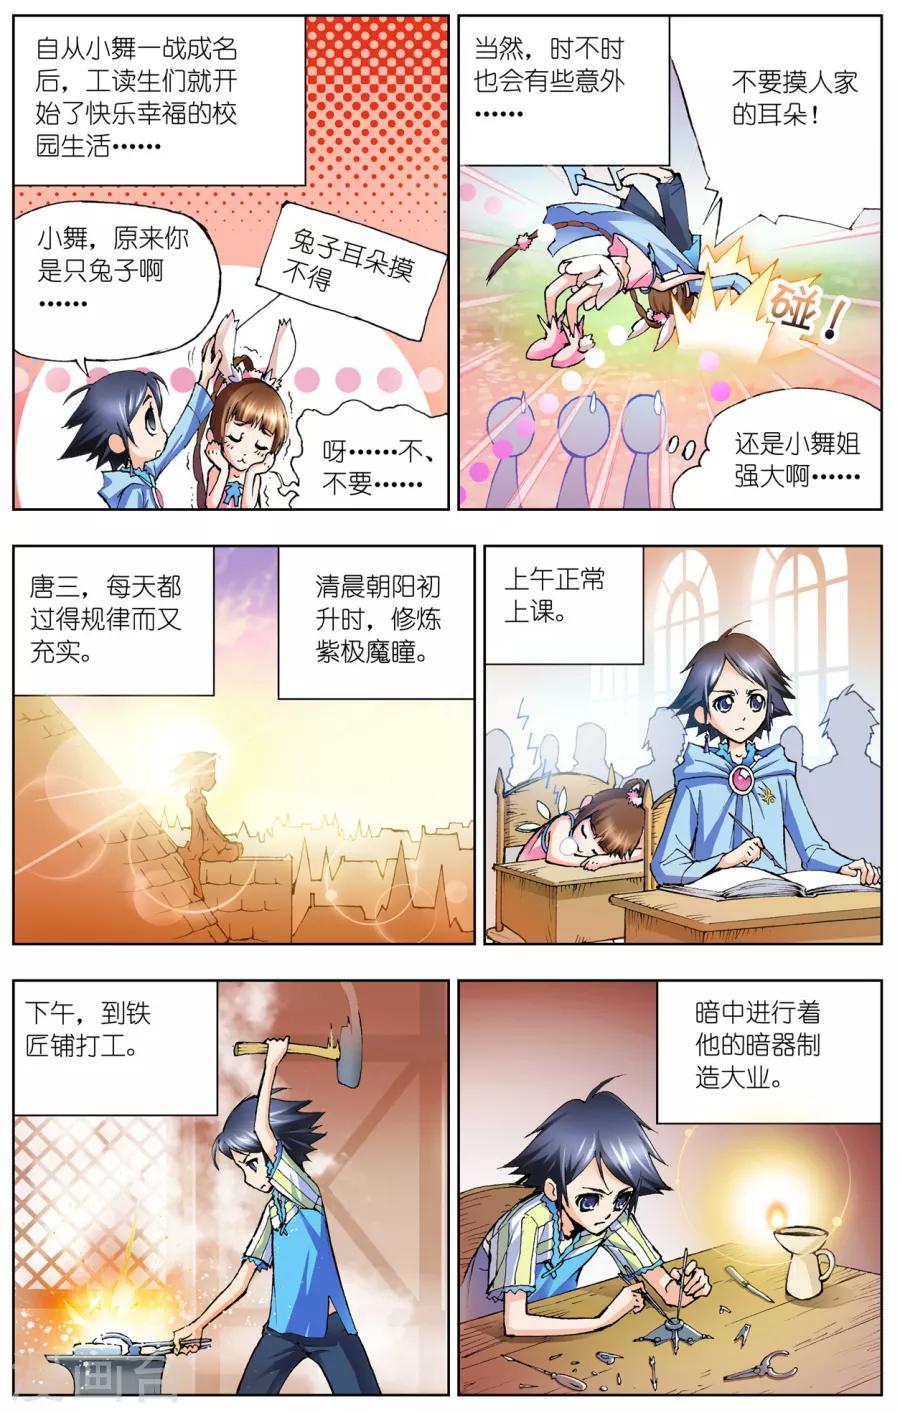 自从小舞一战成名
后，工读生们就开
始了快乐幸福的校
园生活……
小舞，原来你
是只兔子啊
……
兔子耳朵摸
不得
呀……不、
不要……
当然，时不时
也会有些意外
……
不要摸人家
的耳朵！
碰！
还是小舞姐
强大啊……
唐三，每天都
过得规律而又
充实。
清晨朝阳初
升时，修炼
紫极魔瞳。
上午正常
上课。
下午，到铁
匠铺打工。
暗中进行着
他的暗器制
造大业。
漫画台